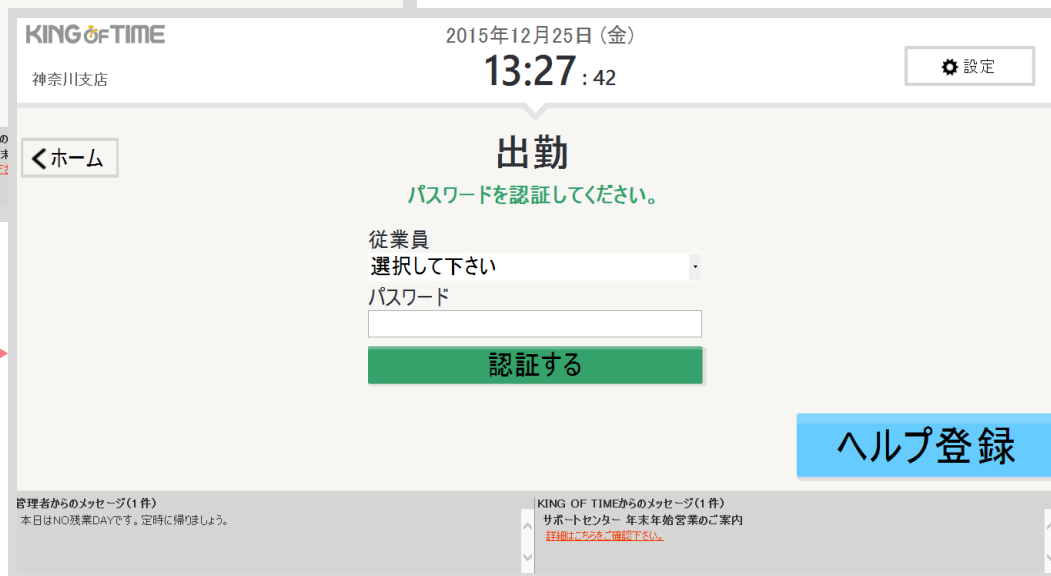 KING OF TIME
2015年12月25日（金）
神奈川支店
13:27：42
設定
ホーム
出勤
パスワードを認証してください。
従業員
選択して下さい
パスワード
認証する
ヘルプ登録
管理者からのメッセージ(1件)
本日はNO残業DAYです。定時に帰りましょう。
KING OF TIMEからのメッセージ(1件)
サポートセンター 年末年始営業のご案内
詳細はこちらをご確認下さい。